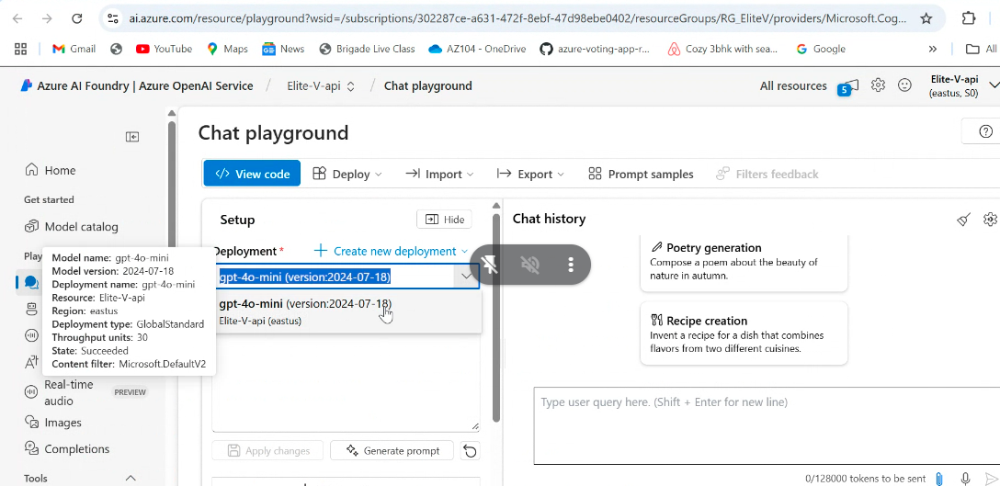 ai.azure.com/resource/playground?wsid=/subscriptions/302287ce-a631-472f-8ebf-47d98ebe0402/resourceGroups/RG_EliteV/providers/Microsoft.Cog...
Gmail YouTube Maps News Brigade Live Class AZ104 - OneDrive azure-voting-app-r... Cozy 3bhk with sea... Google » All
Azure AI Foundry | Azure OpenAI Service / Elite-V-api / Chat playground All resources 5 Elite-V-api
(eastus, S0)
Chat playground
Home
View code Deploy Import Export Prompt samples Filters feedback
Get started
Model catalog
Setup Hide Chat history
Play
Deployment * Create new deployment
gpt-4o-mini (version:2024-07-18)
gpt-4o-mini (version:2024-07-18)
Elite-V-api (eastus)
Model name: gpt-4o-mini
Model version: 2024-07-18
Deployment name: gpt-4o-mini
Resource: Elite-V-api
Region: eastus
Deployment type: GlobalStandard
Throughput units: 30
State: Succeeded
Content filter: Microsoft.DefaultV2
Poetry generation
Compose a poem about the beauty of
nature in autumn.
Recipe creation
Invent a recipe for a dish that combines
flavors from two different cuisines.
Real-time
audio PREVIEW
Images
Completions
Tools
Apply changes Generate prompt
Type user query here. (Shift + Enter for new line)
0/128000 tokens to be sent